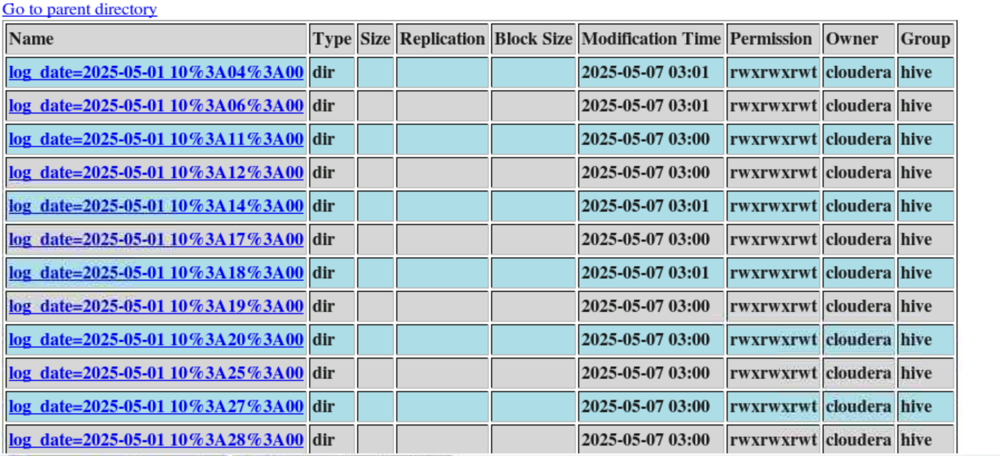 Go to parent directory
Name Type Size Replication Block Size Modification Time Permission Owner Group
log_date=2025-05-01 10%3A04%3A00 dir 2025-05-07 03:01 rwxrwxrwt cloudera hive
log_date=2025-05-01 10%3A06%3A00 dir 2025-05-07 03:01 rwxrwxrwt cloudera hive
log_date=2025-05-01 10%3A11%3A00 dir 2025-05-07 03:00 rwxrwxrwt cloudera hive
log_date=2025-05-01 10%3A12%3A00 dir 2025-05-07 03:00 rwxrwxrwt cloudera hive
log_date=2025-05-01 10%3A14%3A00 dir 2025-05-07 03:01 rwxrwxrwt cloudera hive
log_date=2025-05-01 10%3A17%3A00 dir 2025-05-07 03:00 rwxrwxrwt cloudera hive
log_date=2025-05-01 10%3A18%3A00 dir 2025-05-07 03:01 rwxrwxrwt cloudera hive
log_date=2025-05-01 10%3A19%3A00 dir 2025-05-07 03:00 rwxrwxrwt cloudera hive
log_date=2025-05-01 10%3A20%3A00 dir 2025-05-07 03:00 rwxrwxrwt cloudera hive
log_date=2025-05-01 10%3A25%3A00 dir 2025-05-07 03:00 rwxrwxrwt cloudera hive
log_date=2025-05-01 10%3A27%3A00 dir 2025-05-07 03:00 rwxrwxrwt cloudera hive
log_date=2025-05-01 10%3A28%3A00 dir 2025-05-07 03:00 rwxrwxrwt cloudera hive